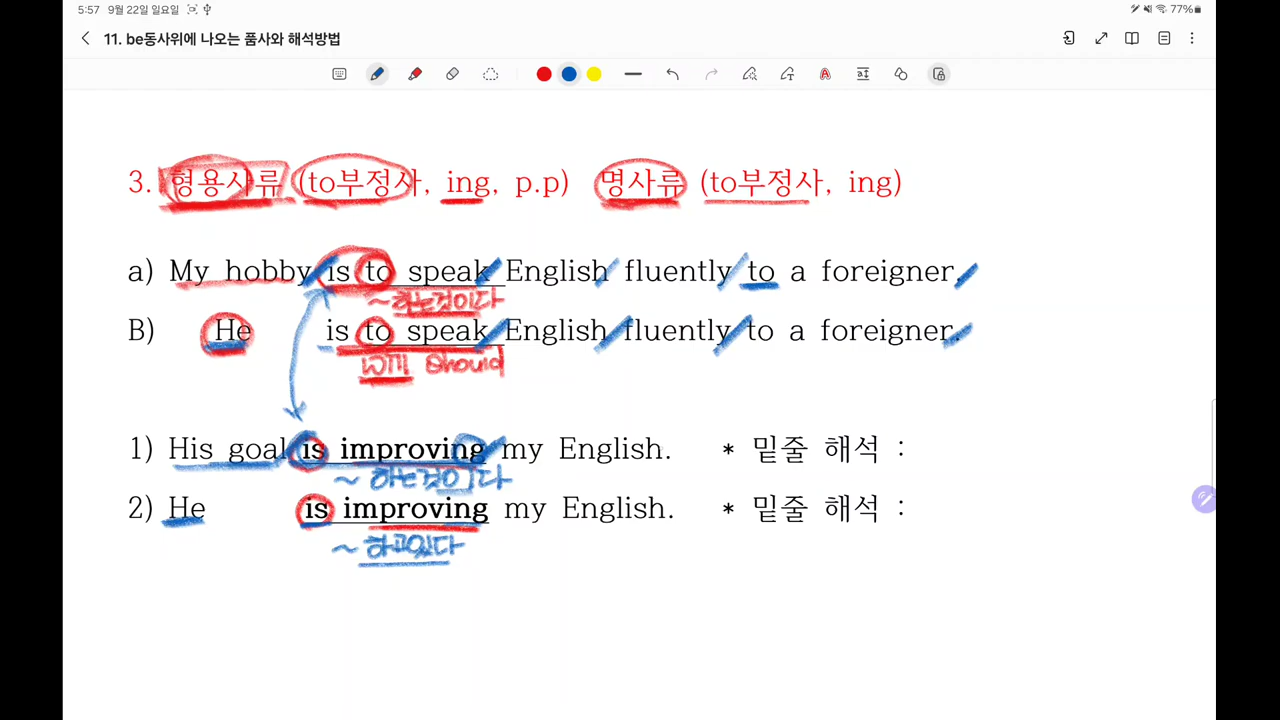 5:57 9월 22일 일요일 77%
11. be동사위에 나오는 품사와 해석방법
3. 형용사류 (to부정사, ing, p.p) 명사류 (to부정사, ing)
a) My hobby is to speak English fluently to a foreigner.
~하는것이다
B) He is to speak English fluently to a foreigner.
will should
1) His goal is improving my English. * 밑줄 해석 :
~ 하는것이다
2) He is improving my English. * 밑줄 해석 :
~ 하고있다